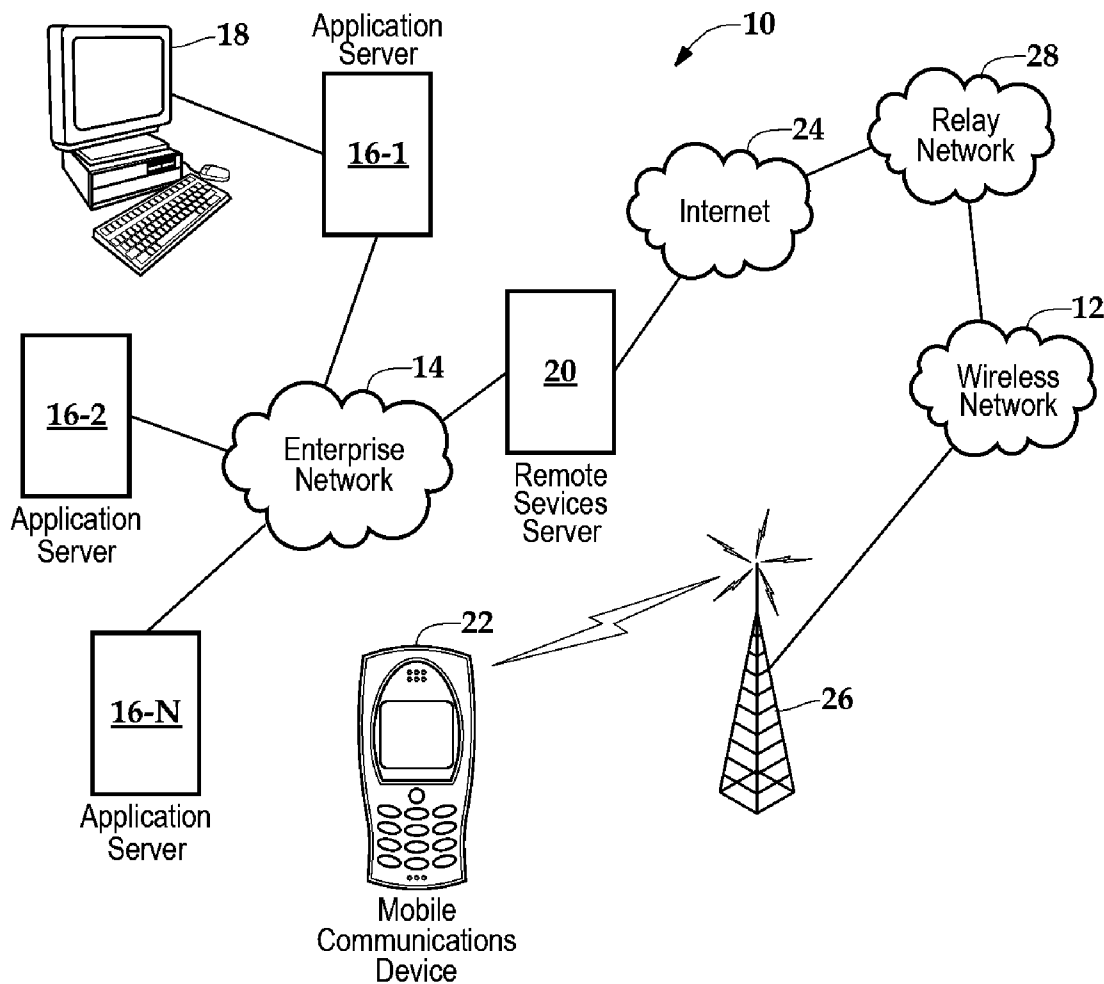 18
Application
Server
16-1
10
28
Relay
Network
24
Internet
12
Wireless
Network
16-2
Application
Server
14
Enterprise
Network
20
Remote
Sevices
Server
16-N
Application
Server
22
Mobile
Communications
Device
26